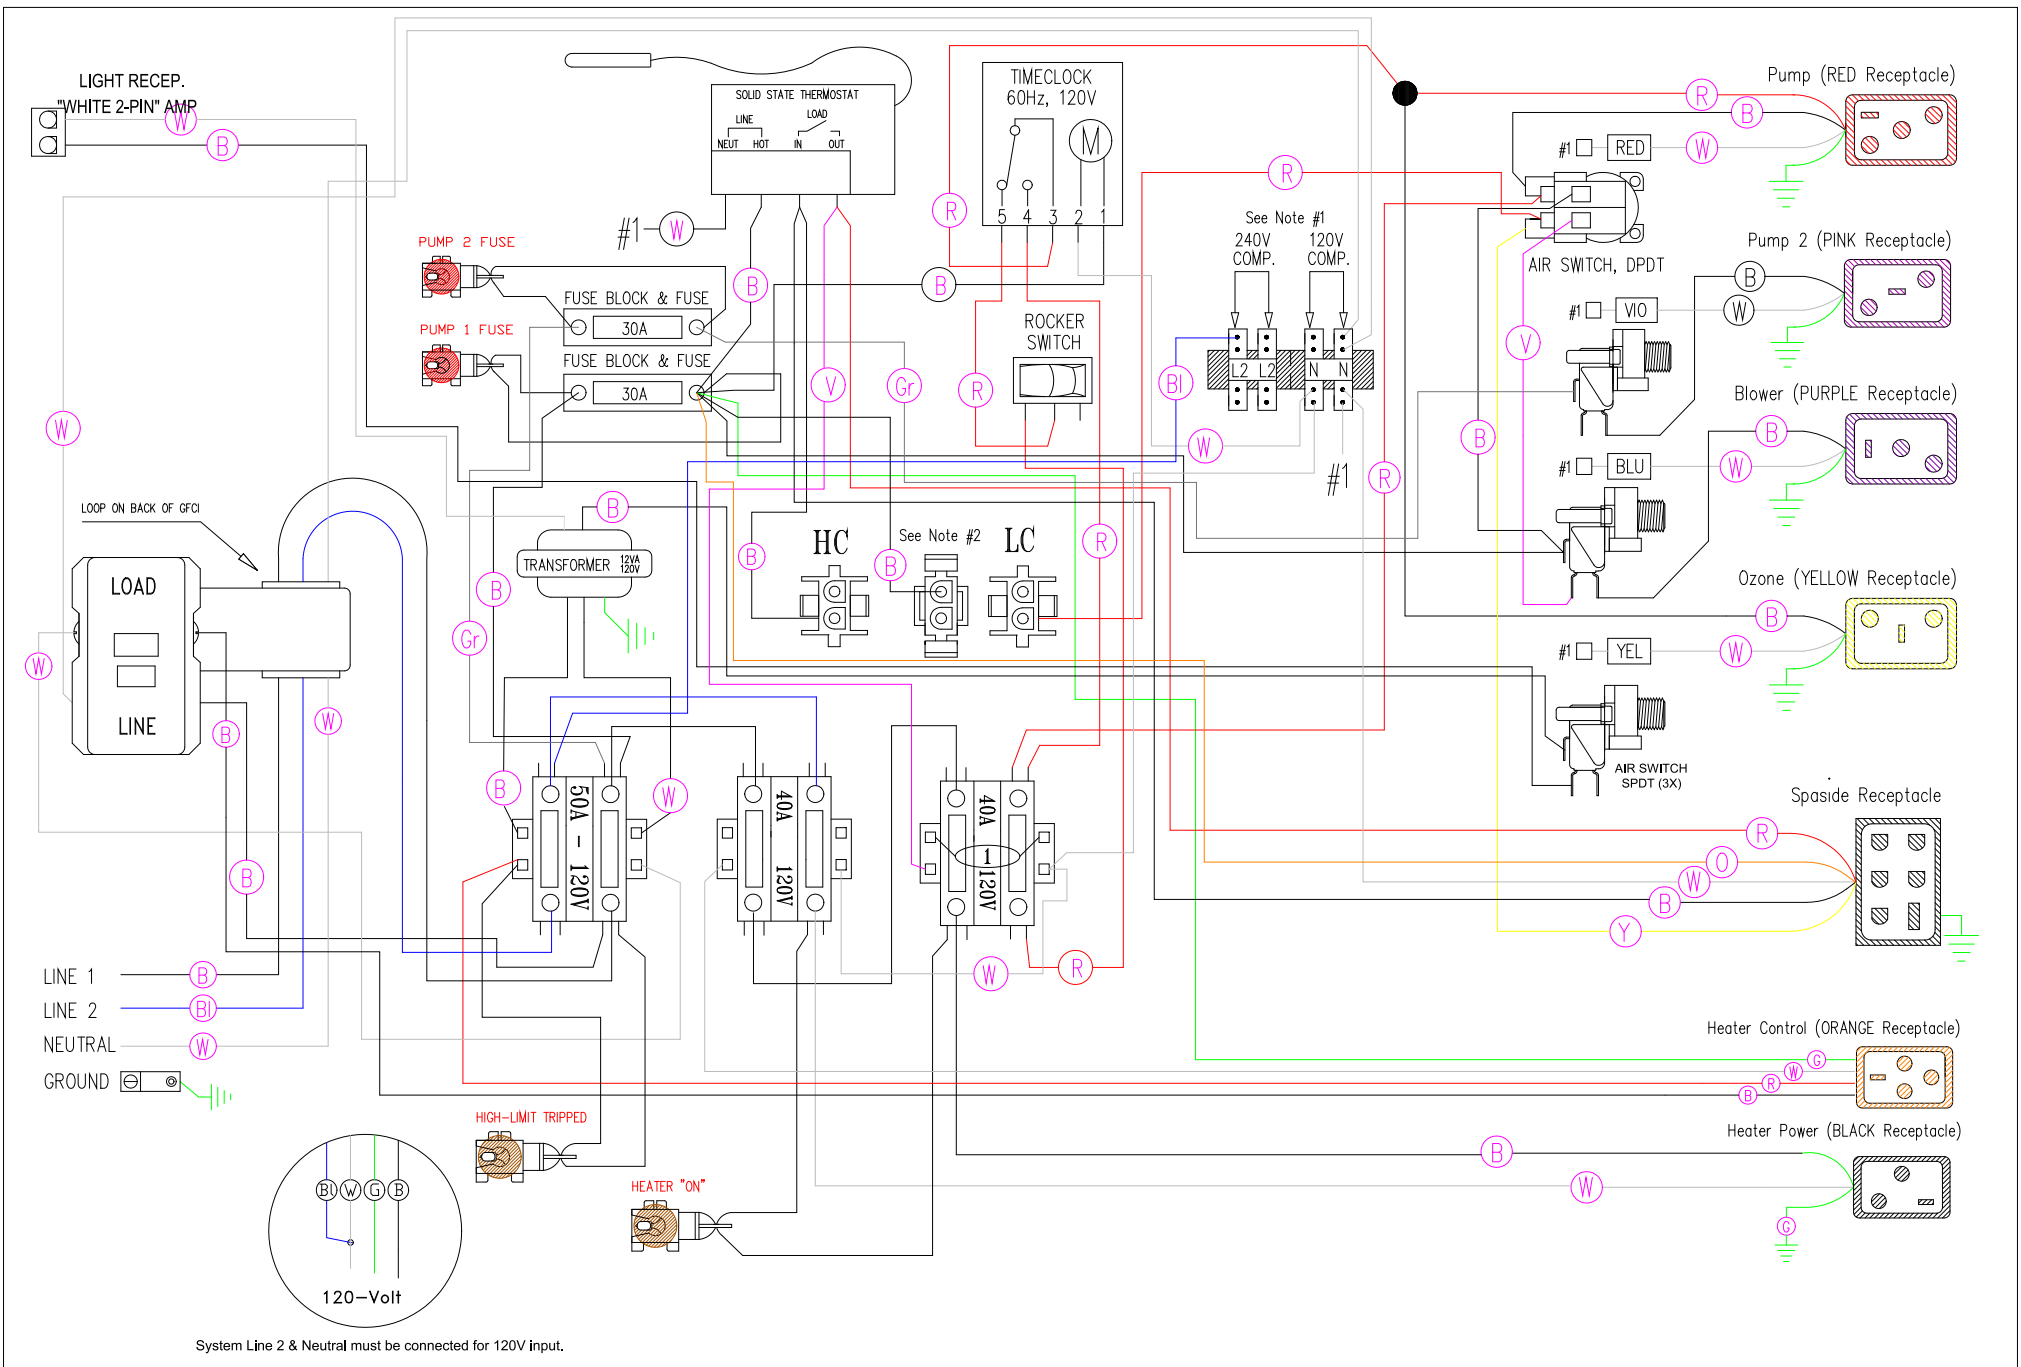 LIGHT RECEP.
"WHITE 2-PIN" AMP
W
B
SOLID STATE THERMOSTAT
LINE
LOAD
NEUT HOT IN OUT
#1 W
TIMECLOCK
60Hz, 120V
M
5 4 3 2 1
R
R
B
B
PUMP 2 FUSE
FUSE BLOCK & FUSE
30A
PUMP 1 FUSE
FUSE BLOCK & FUSE
30A
V
Gr
R
ROCKER
SWITCH
See Note #1
240V
COMP.
120V
COMP.
L2 L2 N N
Bl
W
#1
Pump (RED Receptacle)
R
B
#1 RED W
AIR SWITCH, DPDT
Pump 2 (PINK Receptacle)
B
#1 VIO W
V
B
R
Blower (PURPLE Receptacle)
B
#1 BLU W
Ozone (YELLOW Receptacle)
B
#1 YEL W
AIR SWITCH
SPDT (3X)
W
LOOP ON BACK OF GFCI
LOAD
LINE
W
B
W
B
B
TRANSFORMER 12VA
120V
B
Gr
B
HC
See Note #2
B
LC
R
B
W
50A - 120V
40A 120V
40A 120V
1
W
R
Spaside Receptacle
R
O
W
B
Y
LINE 1 B
LINE 2 Bl
NEUTRAL W
GROUND
Heater Control (ORANGE Receptacle)
G
W
R
B
HIGH-LIMIT TRIPPED
Heater Power (BLACK Receptacle)
B
W
G
HEATER "ON"
Bl W G B
120-Volt
System Line 2 & Neutral must be connected for 120V input.